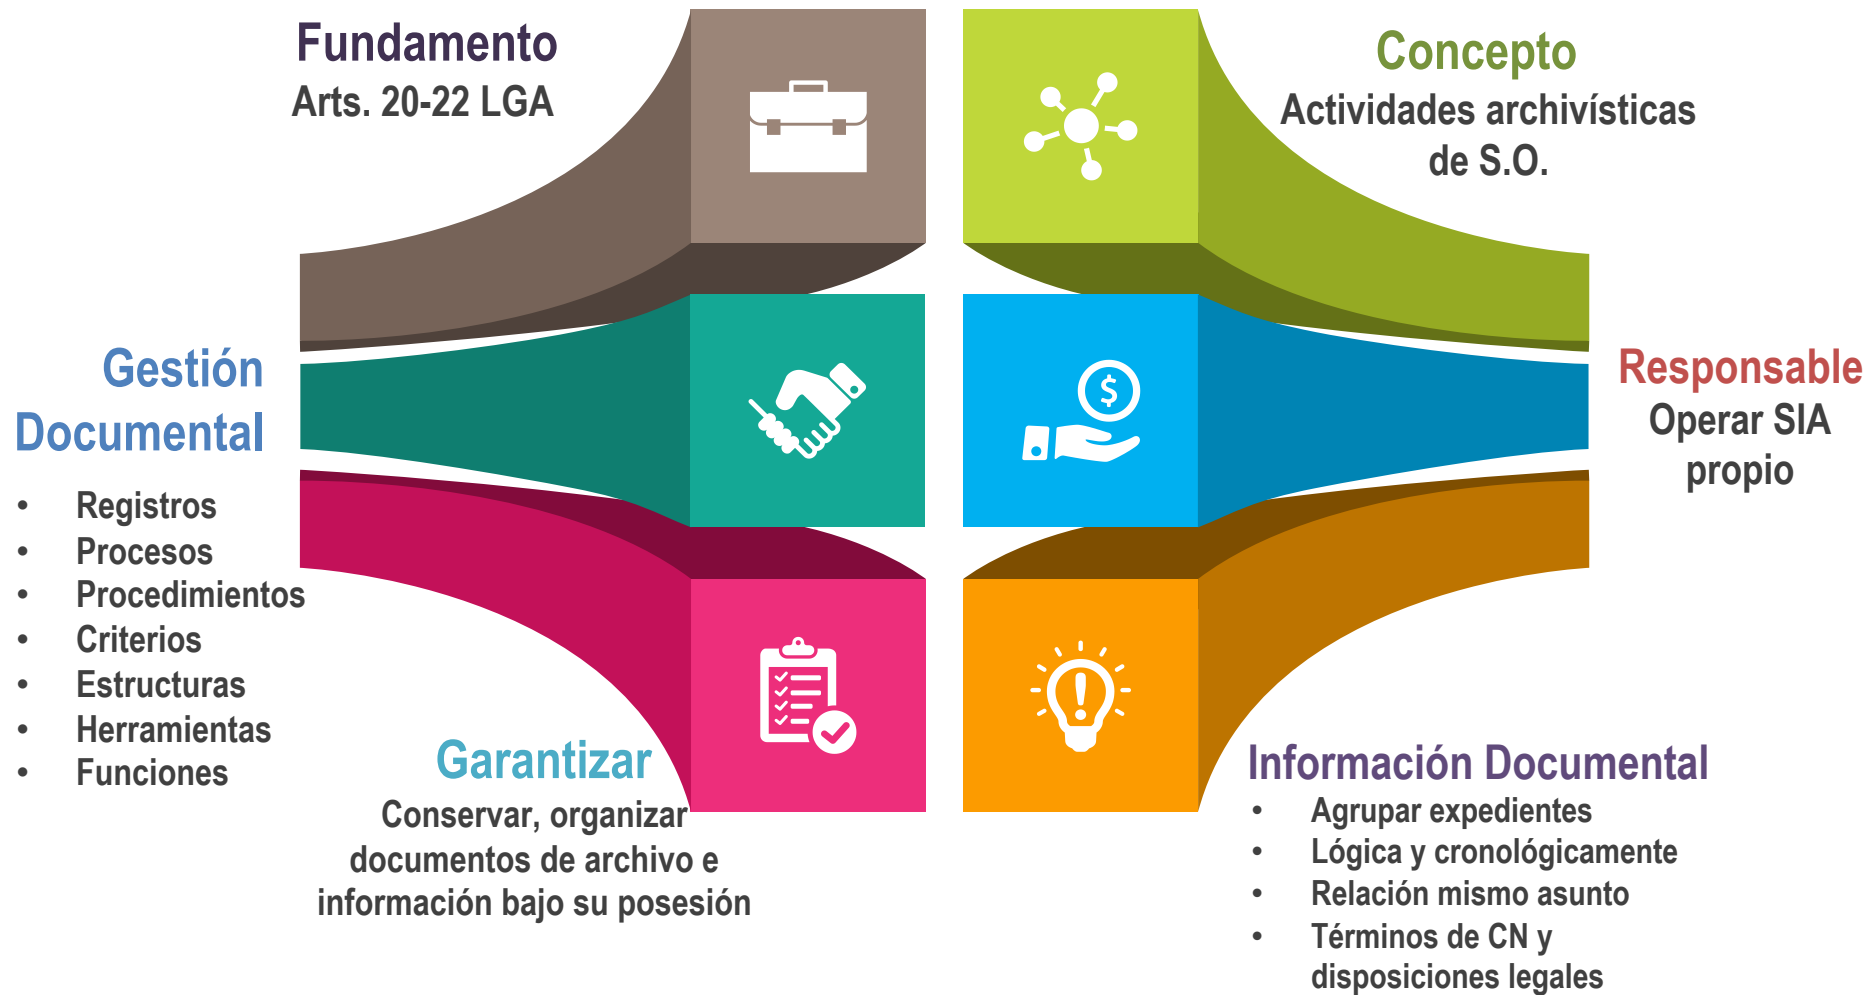 Fundamento
Arts. 20-22 LGA
Concepto
Actividades archivísticas
de S.O.
Gestión
Documental
• Registros
• Procesos
• Procedimientos
• Criterios
• Estructuras
• Herramientas
• Funciones
$
Responsable
Operar SIA
propio
Garantizar
Conservar, organizar
documentos de archivo e
información bajo su posesión
Información Documental
• Agrupar expedientes
• Lógica y cronológicamente
• Relación mismo asunto
• Términos de CN y
disposiciones legales